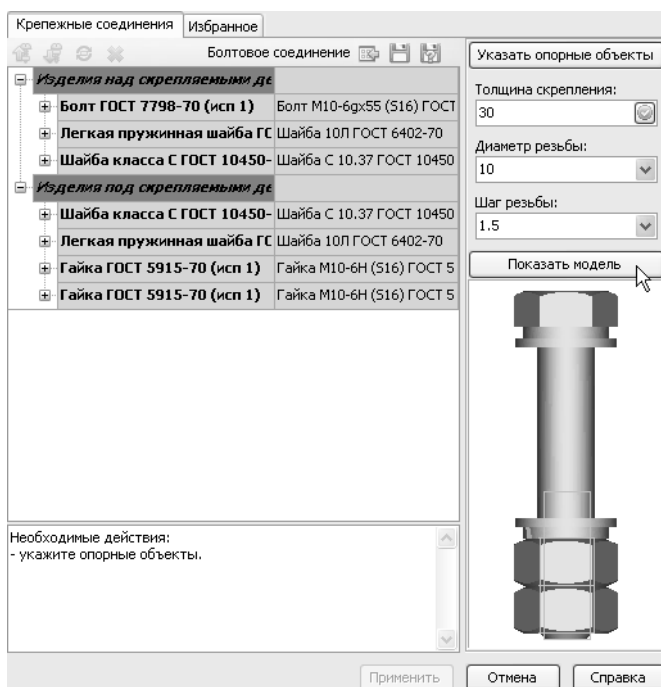 Крепежные соединения Избранное
Болтовое соединение
Изделия над скрепляемыми де
Болт ГОСТ 7798-70 (исп 1) Болт М10-6gx55 (S16) ГОСТ
Легкая пружинная шайба ГС Шайба 10Л ГОСТ 6402-70
Шайба класса С ГОСТ 10450- Шайба С 10.37 ГОСТ 10450
Изделия под скрепляемыми де
Шайба класса С ГОСТ 10450- Шайба С 10.37 ГОСТ 10450
Легкая пружинная шайба ГС Шайба 10Л ГОСТ 6402-70
Гайка ГОСТ 5915-70 (исп 1) Гайка М10-6Н (S16) ГОСТ 5
Гайка ГОСТ 5915-70 (исп 1) Гайка М10-6Н (S16) ГОСТ 5
Необходимые действия:
- укажите опорные объекты.
Указать опорные объекты
Толщина скрепления:
30
Диаметр резьбы:
10
Шаг резьбы:
1.5
Показать модель
Применить Отмена Справка